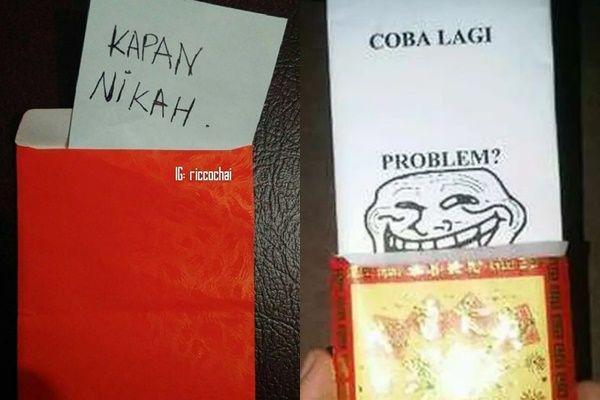 KAPAN
NIKAH.
IG: riccochai
COBA LAGI
PROBLEM?